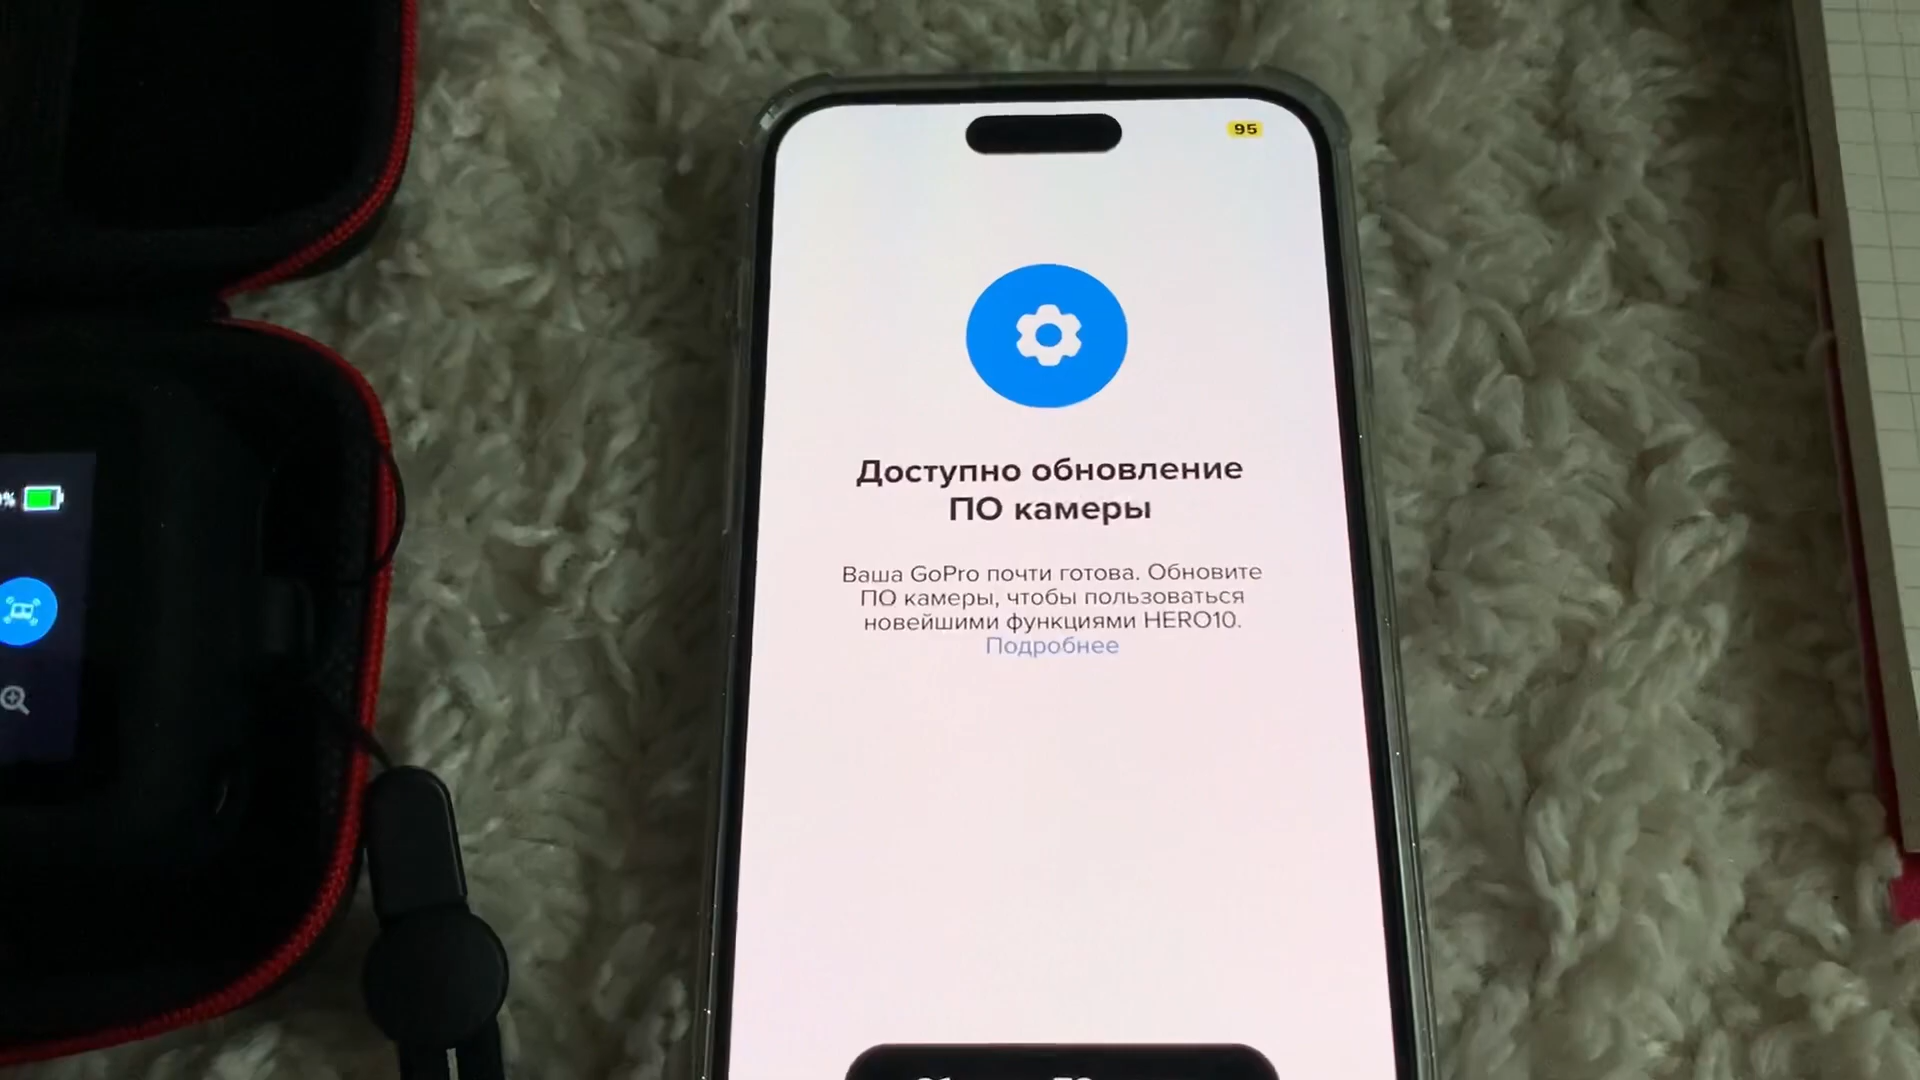 95
Доступно обновление
ПО камеры
Ваша GoPro почти готова. Обновите
ПО камеры, чтобы пользоваться
новейшими функциями HERO10.
Подробнее